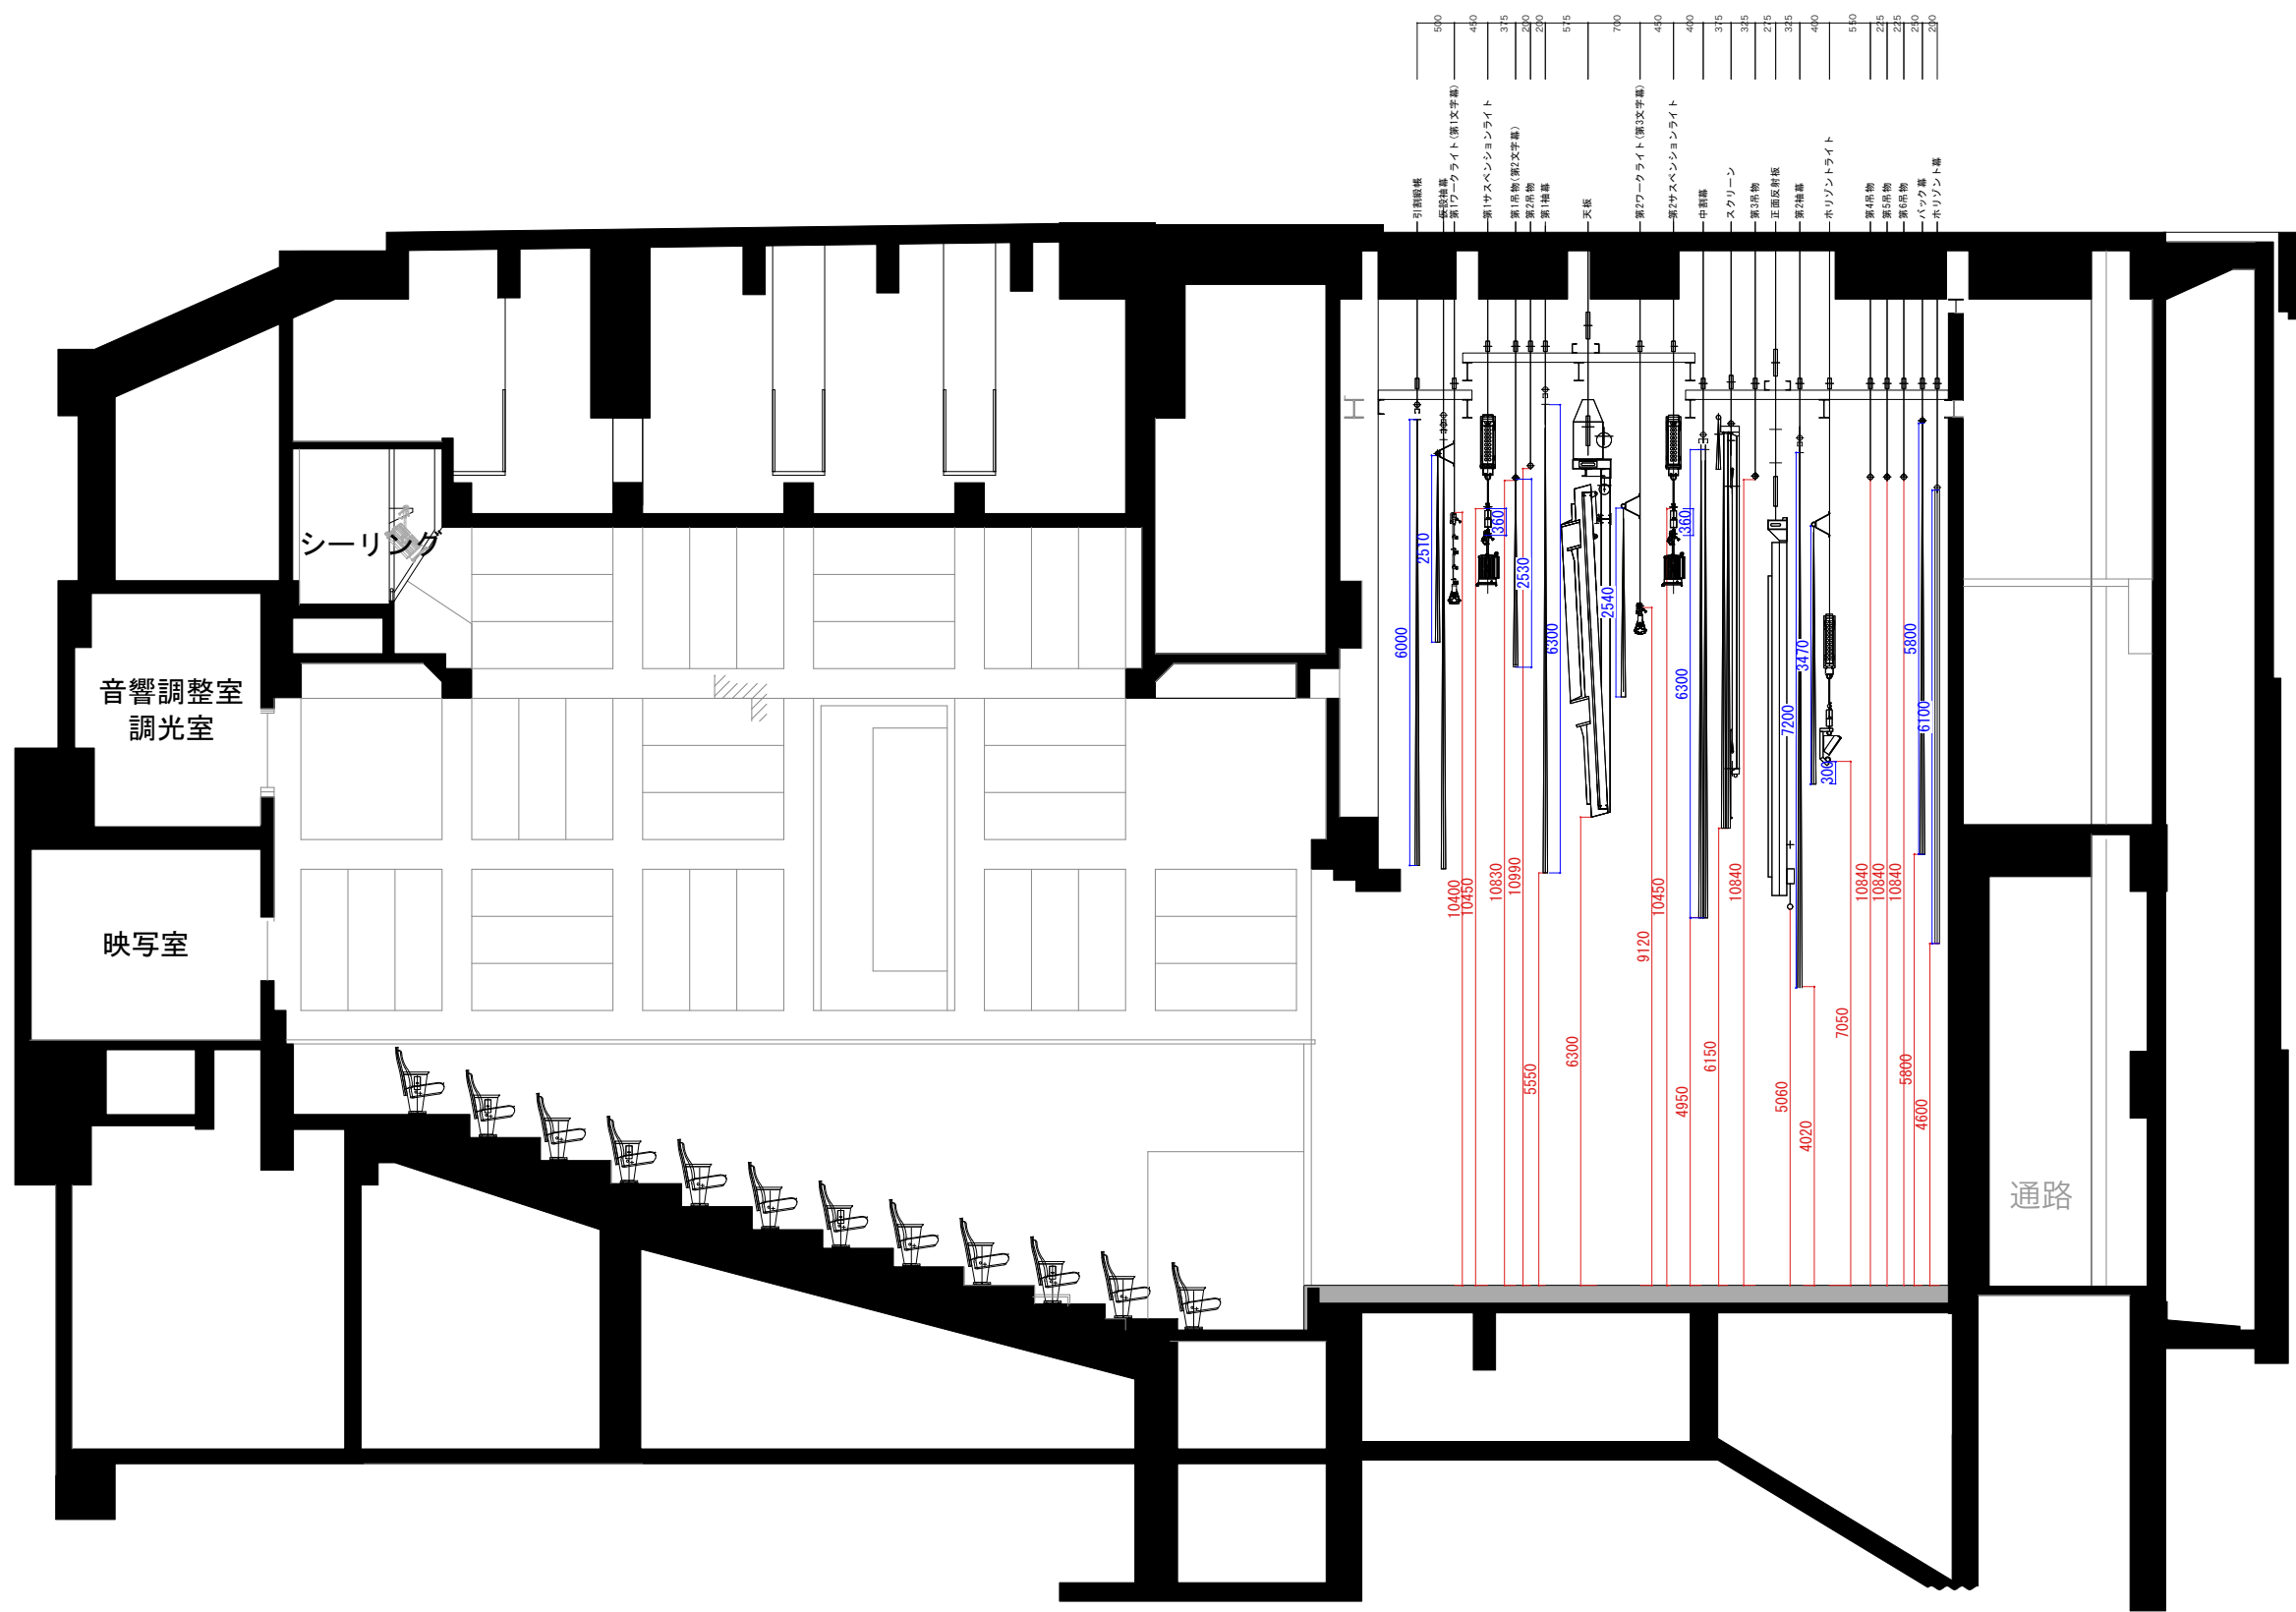 500
450
375
200
200
575
700
450
400
375
325
275
325
400
550
225
225
250
200
引割緞帳
仮設袖幕
第1ワークライト(第1文字幕)
第1サスペンションライト
第1吊物(第2文字幕)
第2吊物
第1袖幕
天板
第2ワークライト(第3文字幕)
第2サスペンションライト
中割幕
スクリーン
第3吊物
正面反射板
第2袖幕
ホリゾントライト
第4吊物
第5吊物
第6吊物
バック幕
ホリゾント幕
シーリング
音響調整室
調光室
映写室
通路
H
6000
2510
360
2530
6300
2540
360
6300
7200
3470
300
5800
6100
10400
10450
10830
10990
5550
6300
9120
10450
4950
6150
10840
5060
4020
7050
10840
10840
10840
5800
4600